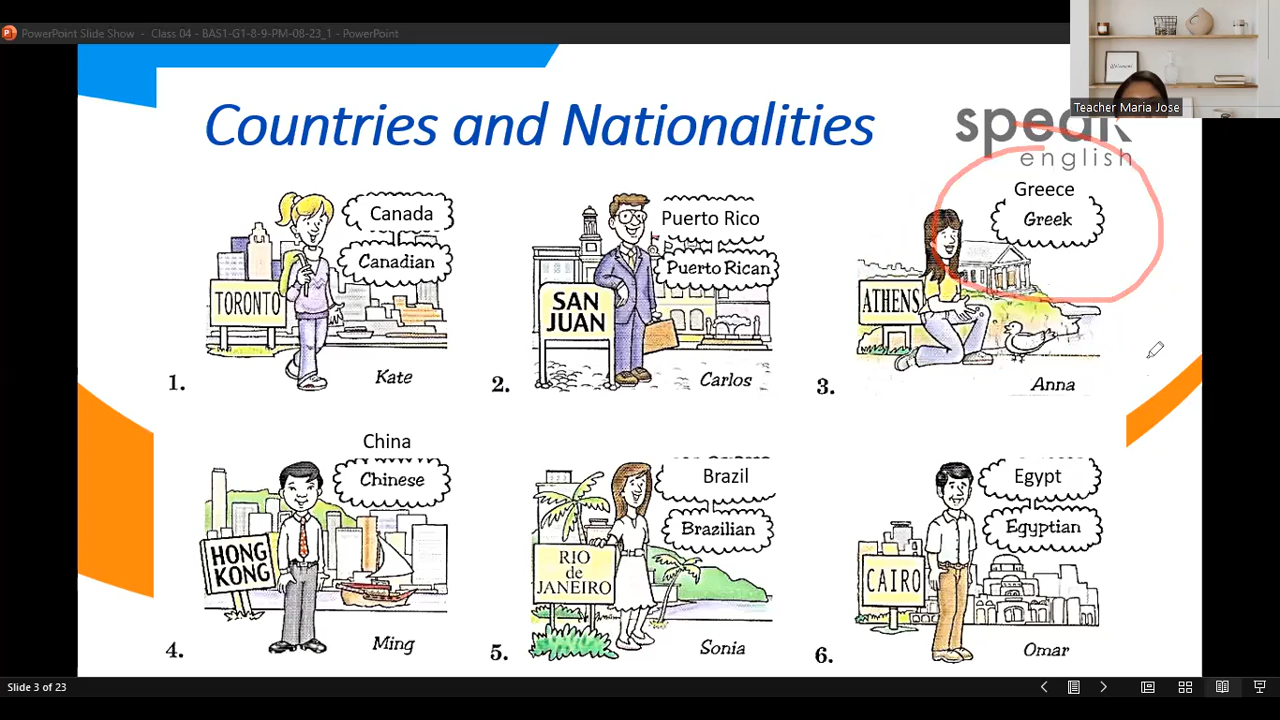 PowerPoint Slide Show - Class 04 - BAS1-G1-8-9-PM-08-23_1 - PowerPoint
Teacher Maria Jose
Countries and Nationalities
speak
english
Canada
Canadian
TORONTO
1.
Kate
Puerto Rico
Puerto Rican
SAN
JUAN
2.
Carlos
Greece
Greek
ATHENS
3.
Anna
China
Chinese
HONG
KONG
4.
Ming
Brazil
Brazilian
RIO
de
JANEIRO
5.
Sonia
Egypt
Egyptian
CAIRO
6.
Omar
Slide 3 of 23